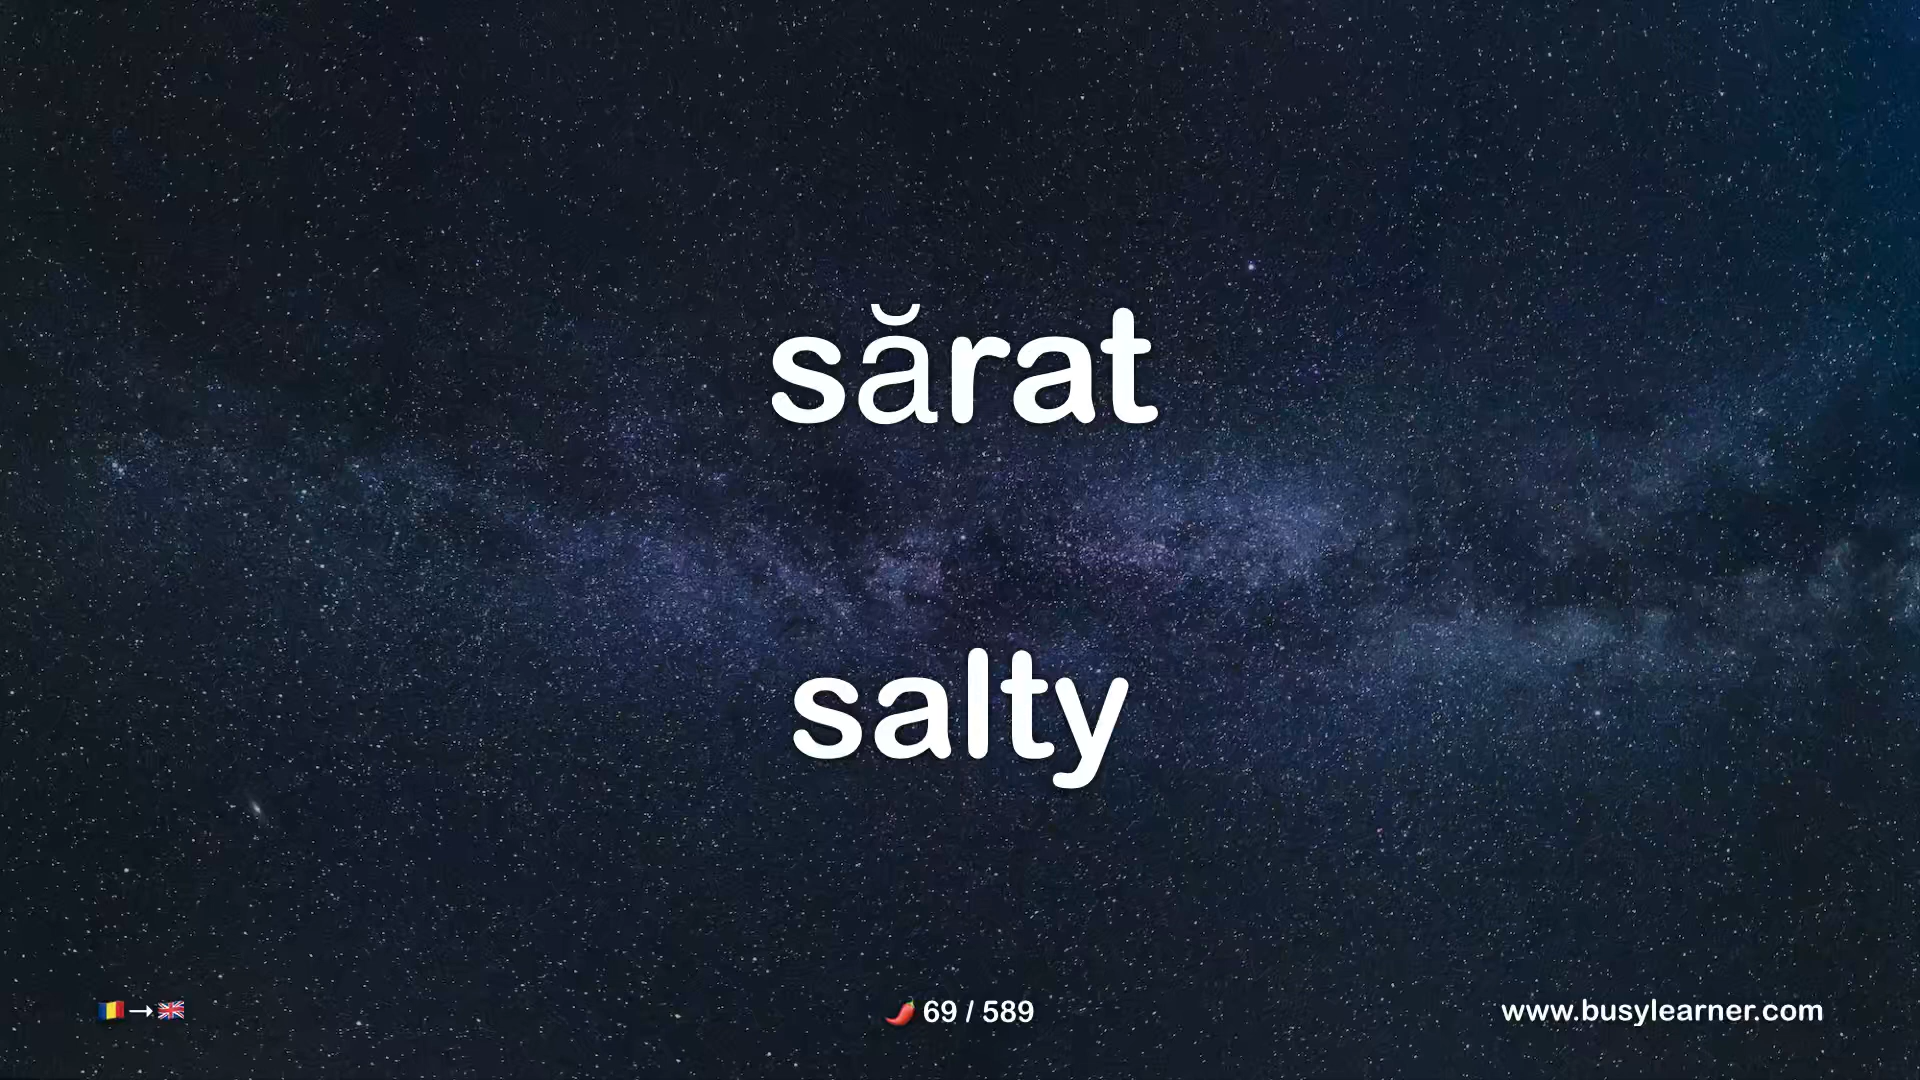 sărat
salty
🇷🇴→🇬🇧
🌶️ 69 / 589
www.busylearner.com